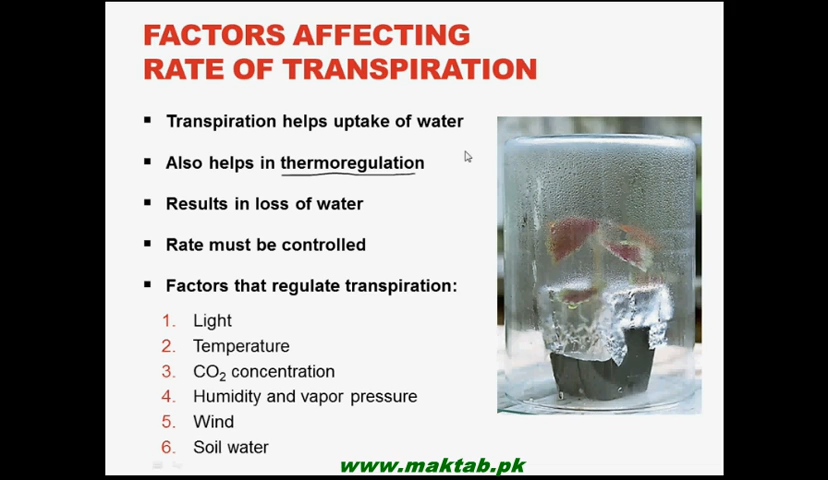 FACTORS AFFECTING
RATE OF TRANSPIRATION
▪ Transpiration helps uptake of water
▪ Also helps in thermoregulation
▪ Results in loss of water
▪ Rate must be controlled
▪ Factors that regulate transpiration:
1. Light
2. Temperature
3. CO₂ concentration
4. Humidity and vapor pressure
5. Wind
6. Soil water
www.maktab.pk